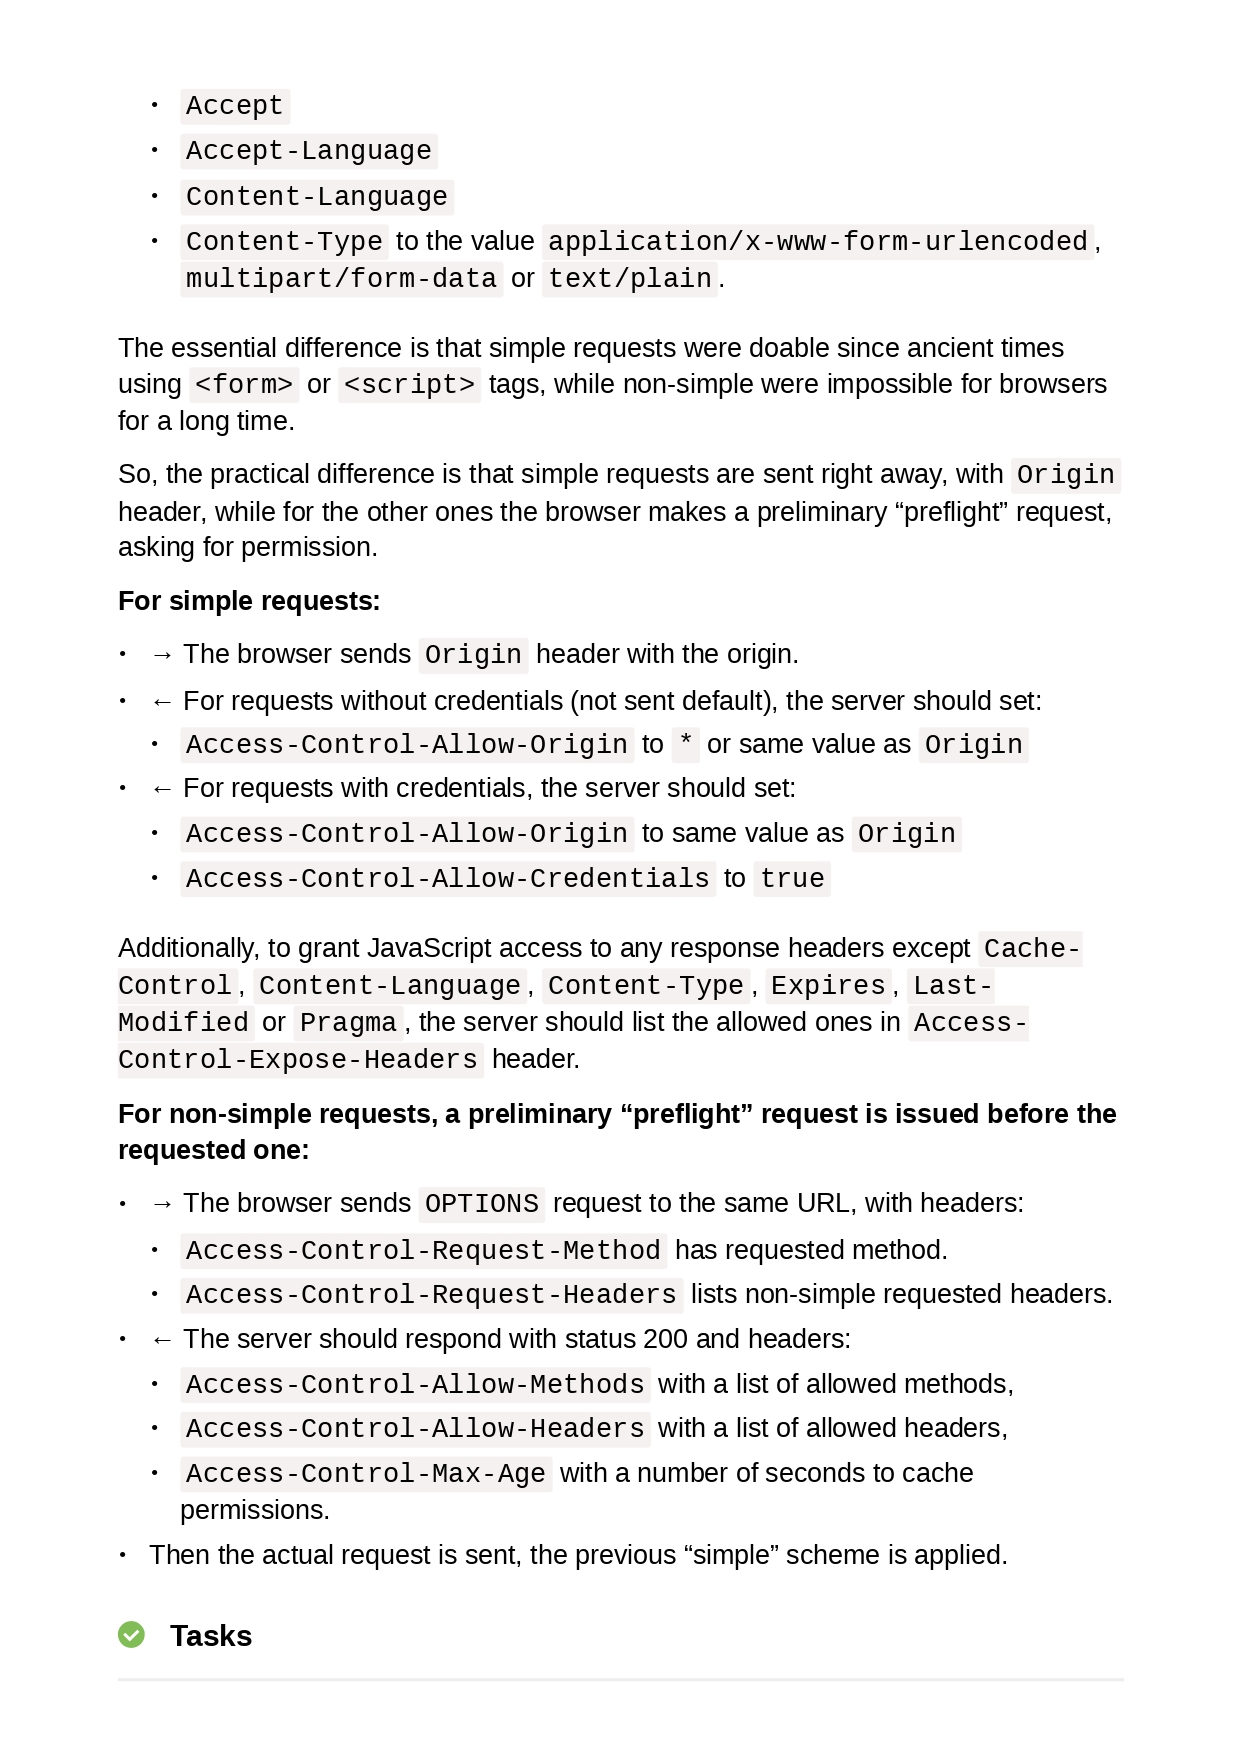 • Accept
• Accept-Language
• Content-Language
• Content-Type to the value application/x-www-form-urlencoded,
multipart/form-data or text/plain.
The essential difference is that simple requests were doable since ancient times
using <form> or <script> tags, while non-simple were impossible for browsers
for a long time.
So, the practical difference is that simple requests are sent right away, with Origin
header, while for the other ones the browser makes a preliminary “preflight” request,
asking for permission.
For simple requests:
• → The browser sends Origin header with the origin.
• ← For requests without credentials (not sent default), the server should set:
• Access-Control-Allow-Origin to * or same value as Origin
• ← For requests with credentials, the server should set:
• Access-Control-Allow-Origin to same value as Origin
• Access-Control-Allow-Credentials to true
Additionally, to grant JavaScript access to any response headers except Cache-
Control, Content-Language, Content-Type, Expires, Last-
Modified or Pragma, the server should list the allowed ones in Access-
Control-Expose-Headers header.
For non-simple requests, a preliminary “preflight” request is issued before the
requested one:
• → The browser sends OPTIONS request to the same URL, with headers:
• Access-Control-Request-Method has requested method.
• Access-Control-Request-Headers lists non-simple requested headers.
• ← The server should respond with status 200 and headers:
• Access-Control-Allow-Methods with a list of allowed methods,
• Access-Control-Allow-Headers with a list of allowed headers,
• Access-Control-Max-Age with a number of seconds to cache
permissions.
• Then the actual request is sent, the previous “simple” scheme is applied.
Tasks